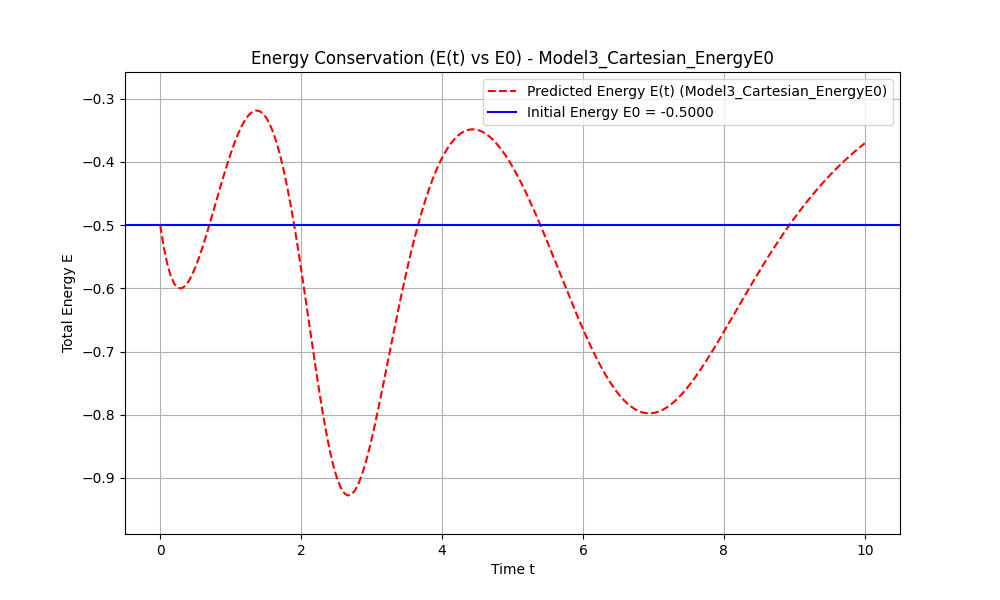 Energy Conservation (E(t) vs E0) - Model3_Cartesian_EnergyE0
Predicted Energy E(t) (Model3_Cartesian_EnergyE0)
Initial Energy E0 = -0.5000
Total Energy E
−0.3
−0.4
−0.5
−0.6
−0.7
−0.8
−0.9
0 2 4 6 8 10
Time t